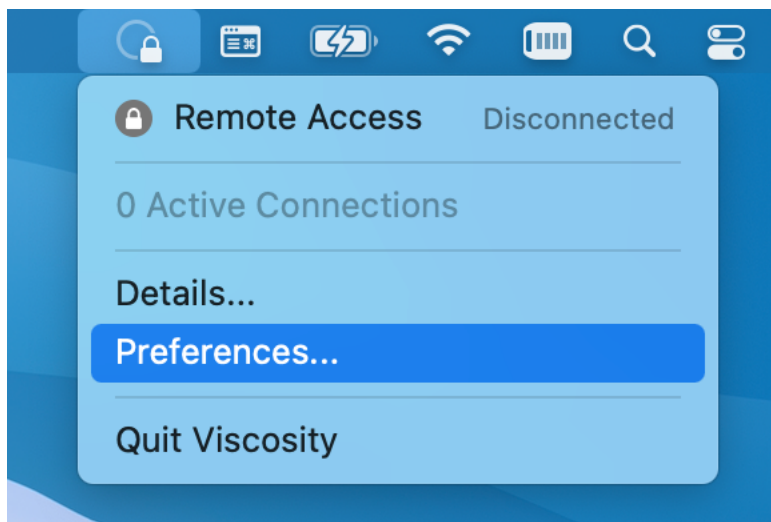 Remote Access Disconnected
0 Active Connections
Details...
Preferences...
Quit Viscosity